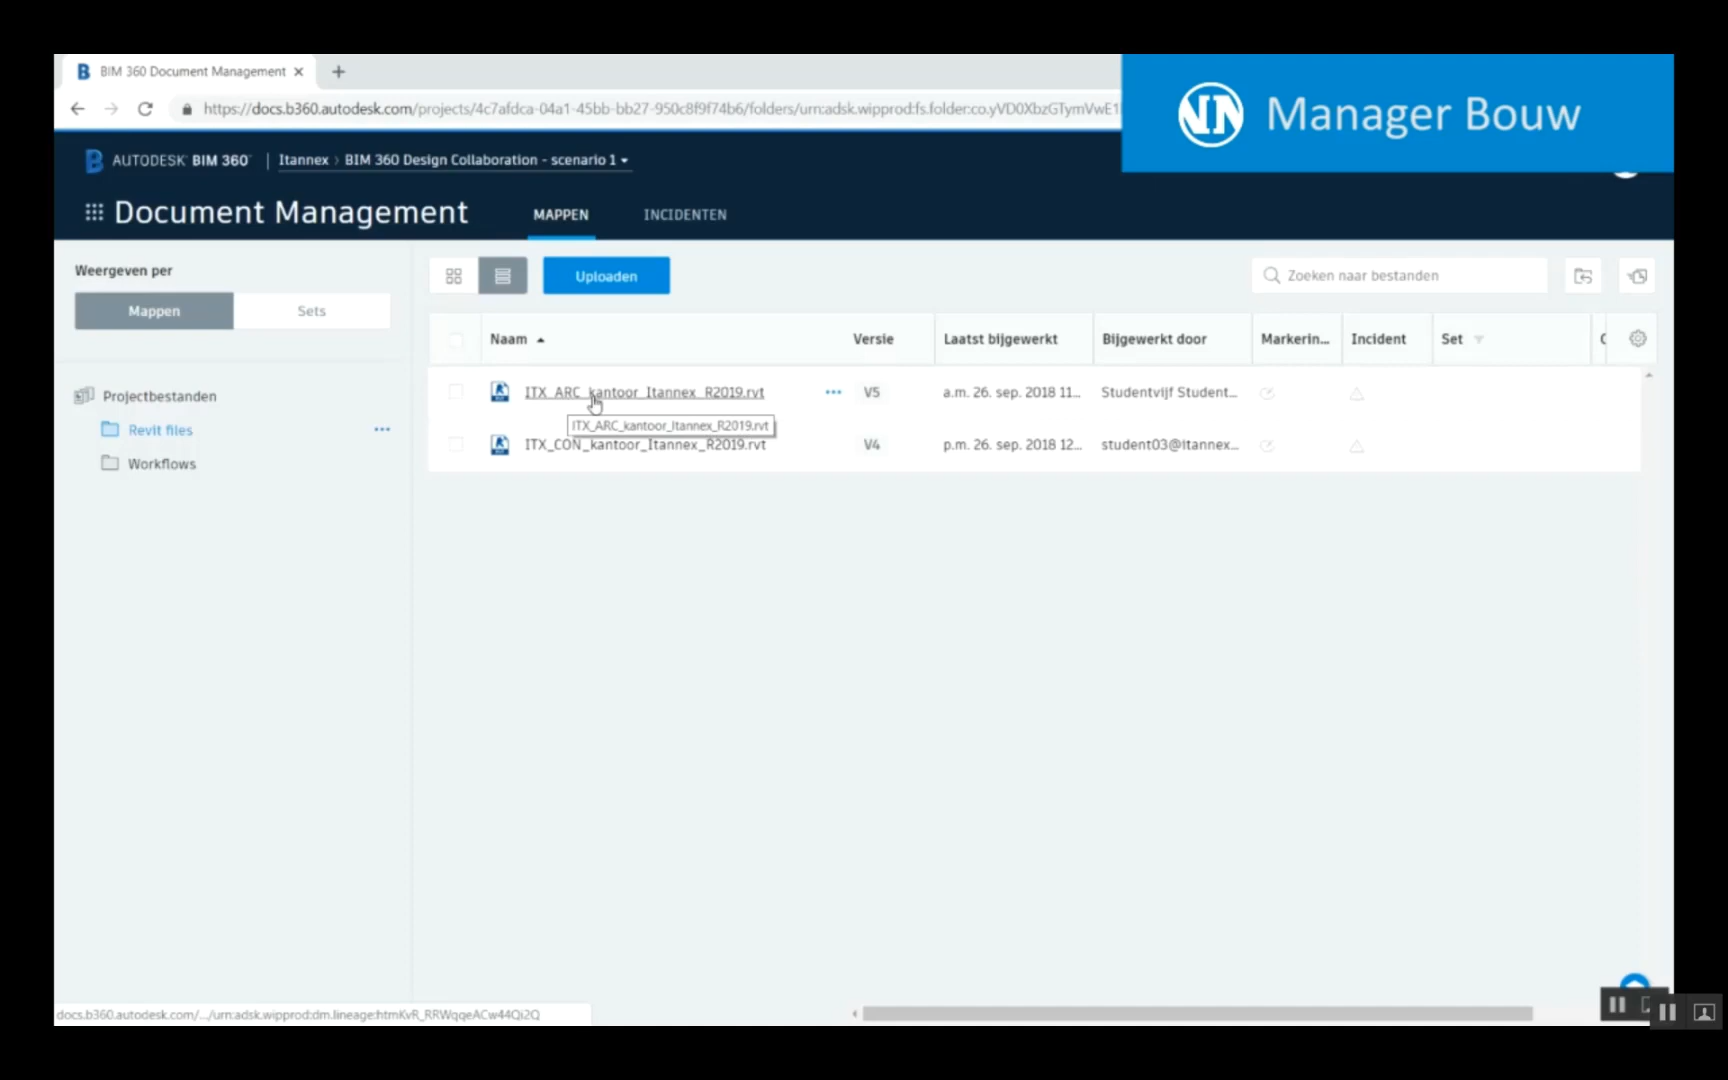 BIM 360 Document Management
https://docs.b360.autodesk.com/projects/4c7afdca-04a1-45bb-bb27-950c8f9f74b6/folders/urn:adsk.wipprod:fs.folder:co.yVD0XbzGTymVwE1
Manager Bouw
AUTODESK BIM 360 | Itannex > BIM 360 Design Collaboration - scenario 1
Document Management MAPPEN INCIDENTEN
Weergeven per
Mappen Sets
Projectbestanden
Revit files
Workflows
Uploaden
Zoeken naar bestanden
Naam Versie Laatst bijgewerkt Bijgewerkt door Markerin... Incident Set
ITX_ARC_kantoor_Itannex_R2019.rvt V5 a.m. 26. sep. 2018 11... Studentvijf Student...
ITX_ARC_kantoor_Itannex_R2019.rvt
ITX_CON_kantoor_Itannex_R2019.rvt V4 p.m. 26. sep. 2018 12... student03@itannex...
docs.b360.autodesk.com/.../urn:adsk.wipprod:dm.lineage:htmKvR_RRWqqeACw44Qi2Q